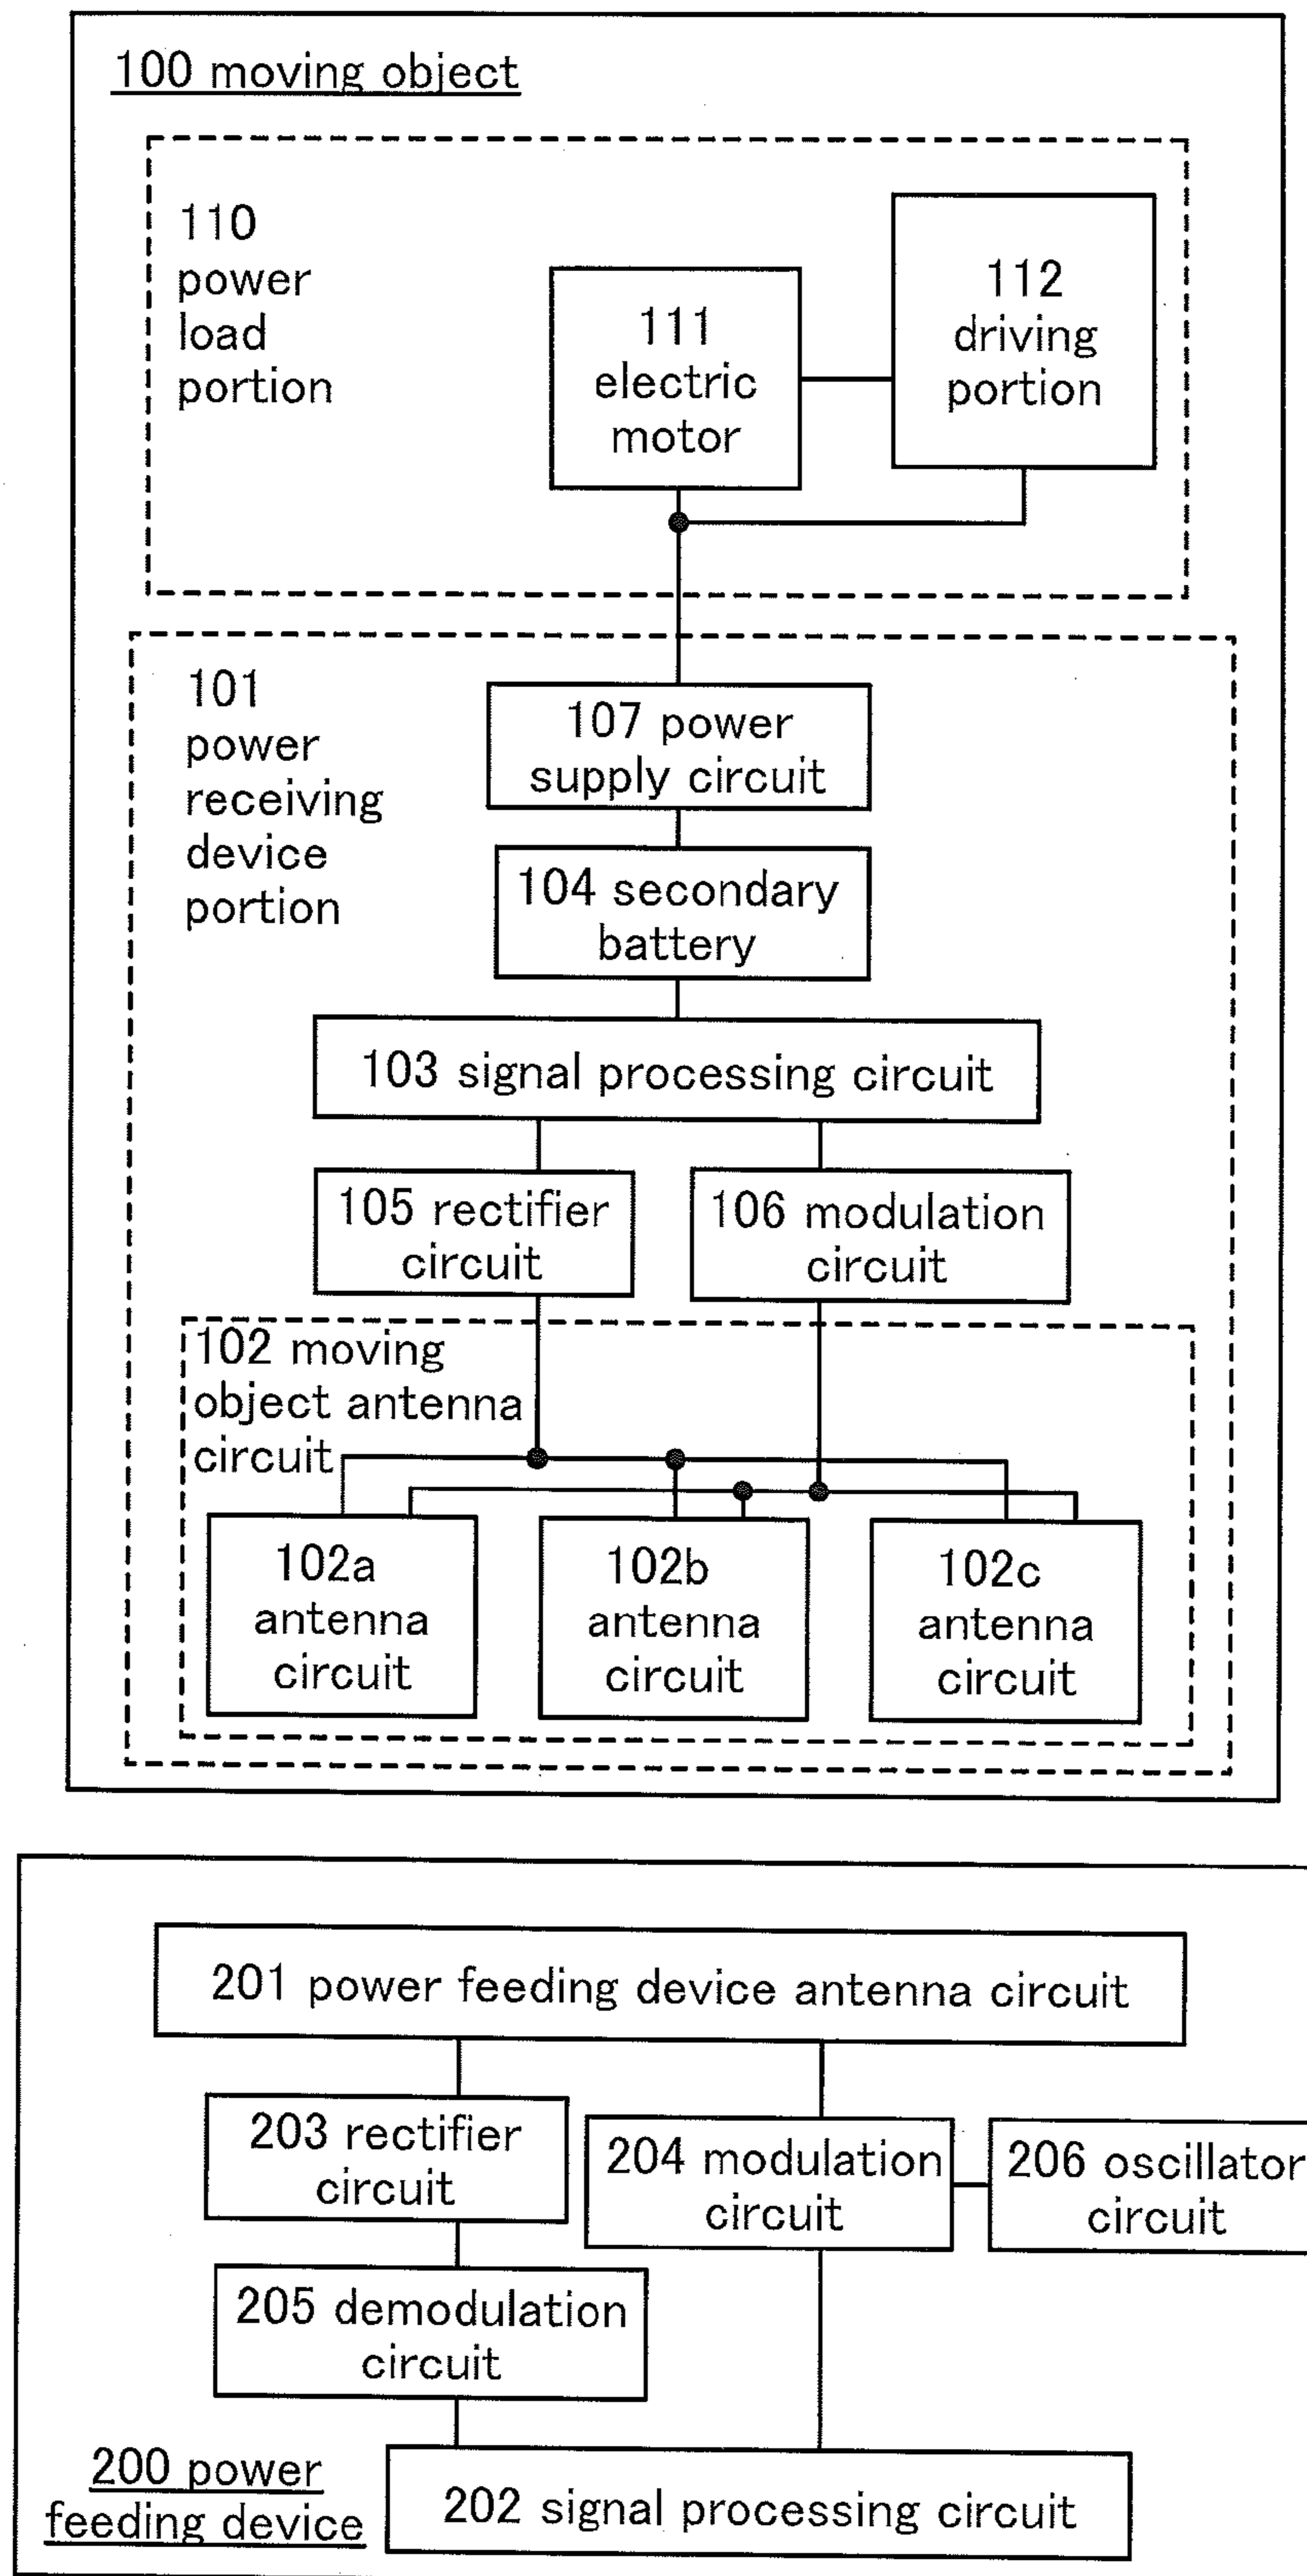 100 moving object
110
power
load
portion
111
electric
motor
112
driving
portion
101
power
receiving
device
portion
107 power
supply circuit
104 secondary
battery
103 signal processing circuit
105 rectifier
circuit
106 modulation
circuit
102 moving
object antenna
circuit
102a
antenna
circuit
102b
antenna
circuit
102c
antenna
circuit
201 power feeding device antenna circuit
203 rectifier
circuit
204 modulation
circuit
206 oscillator
circuit
205 demodulation
circuit
200 power
feeding device
202 signal processing circuit